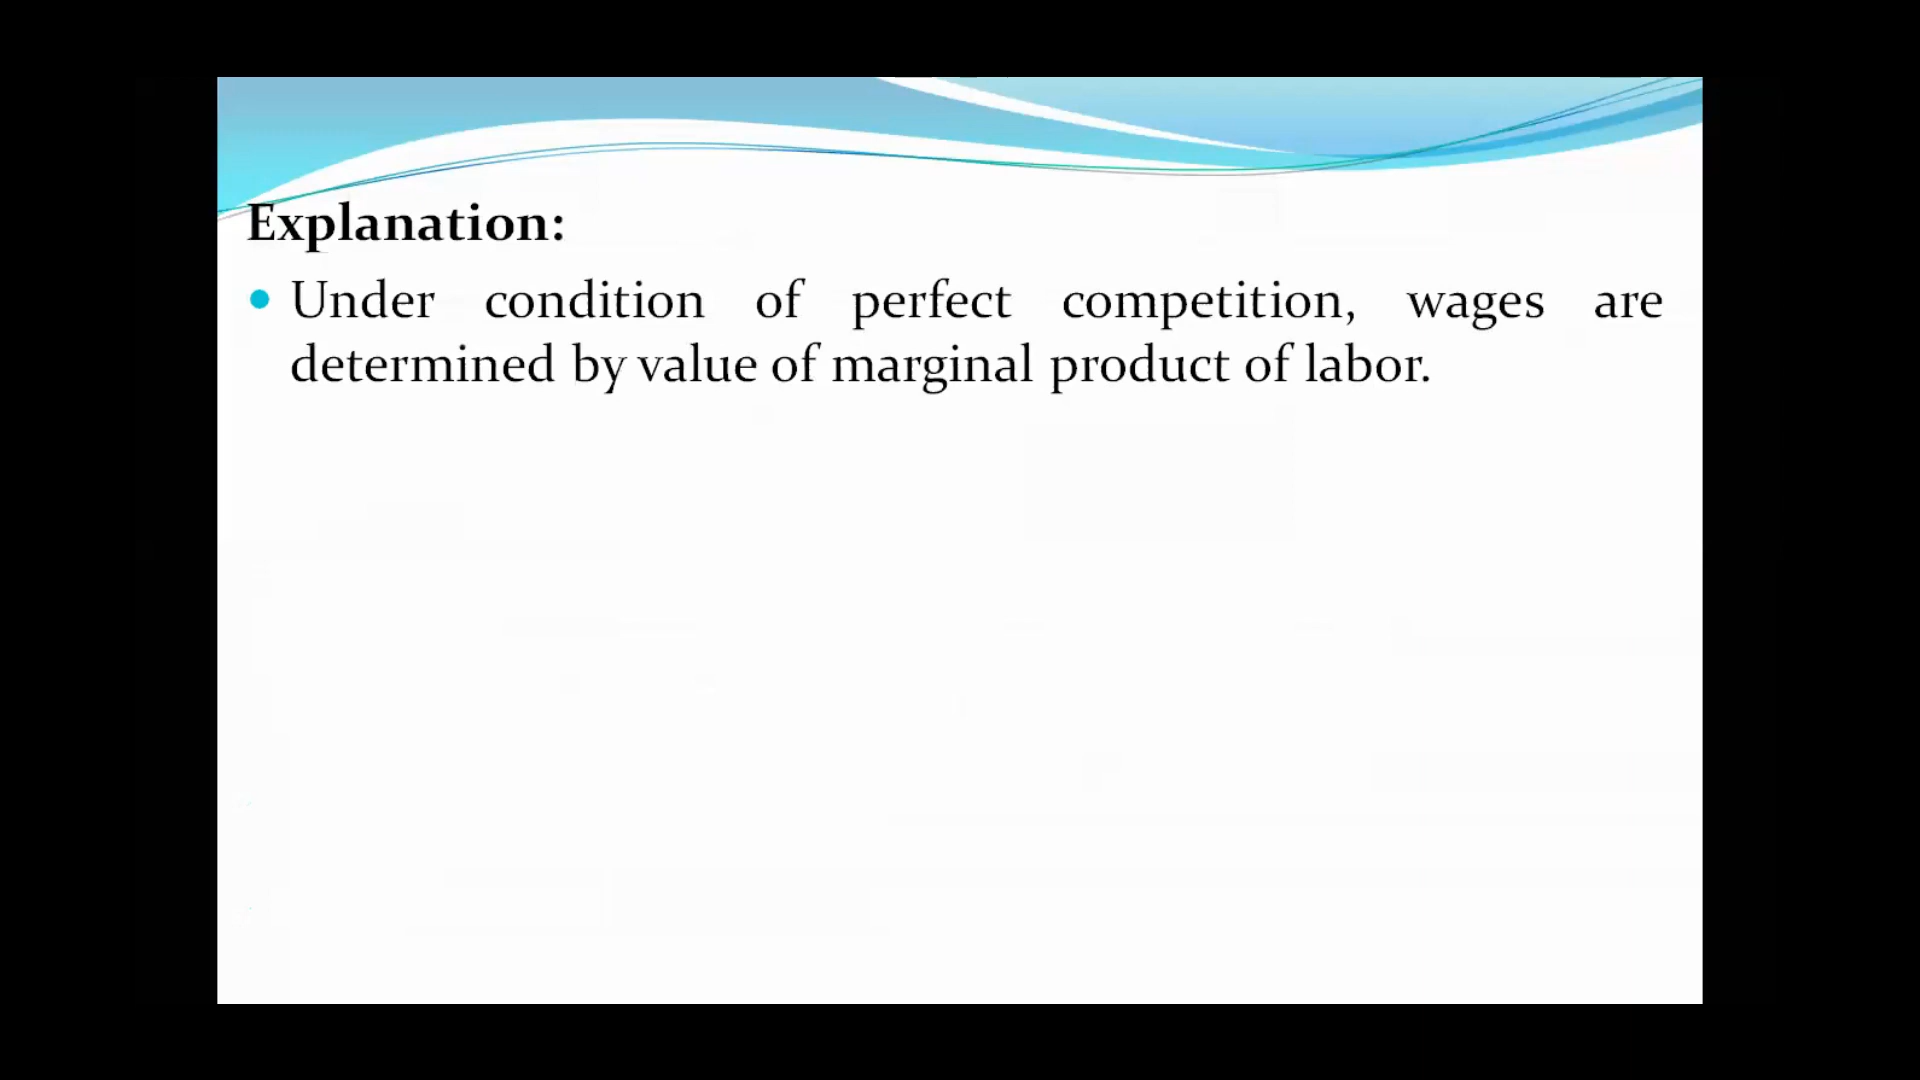 Explanation:
• Under condition of perfect competition, wages are
determined by value of marginal product of labor.